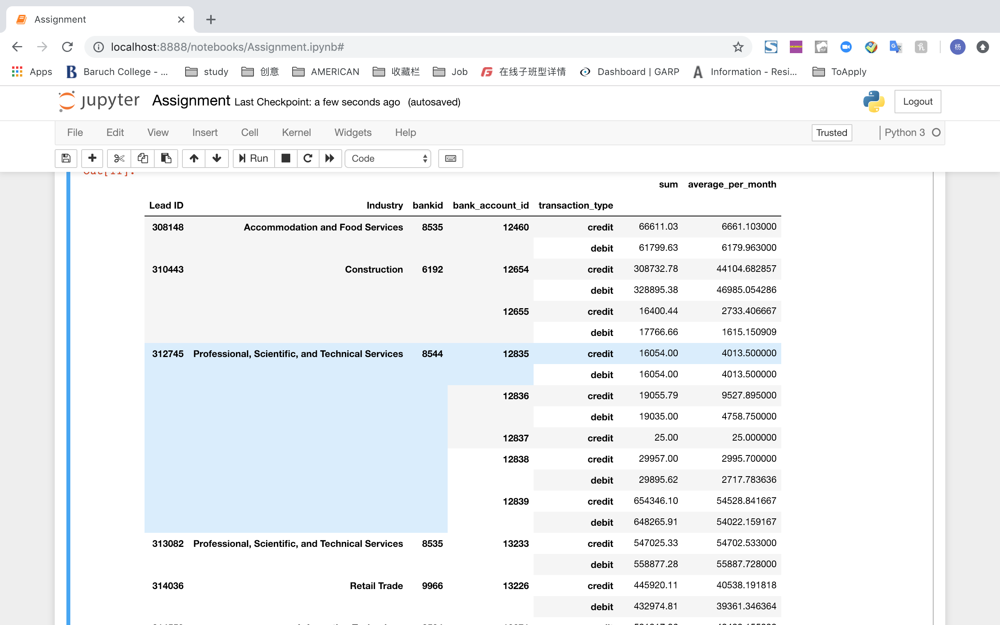 Assignment
localhost:8888/notebooks/Assignment.ipynb#
杨
Apps Baruch College - ... study 创意 AMERICAN 收藏栏 Job 在线子班型详情 Dashboard | GARP Information - Resi... ToApply
jupyter Assignment Last Checkpoint: a few seconds ago (autosaved) Logout
File Edit View Insert Cell Kernel Widgets Help Trusted Python 3
Run Code
sum average_per_month
Lead ID Industry bankid bank_account_id transaction_type
308148 Accommodation and Food Services 8535 12460 credit 66611.03 6661.103000
debit 61799.63 6179.963000
310443 Construction 6192 12654 credit 308732.78 44104.682857
debit 328895.38 46985.054286
12655 credit 16400.44 2733.406667
debit 17766.66 1615.150909
312745 Professional, Scientific, and Technical Services 8544 12835 credit 16054.00 4013.500000
debit 16054.00 4013.500000
12836 credit 19055.79 9527.895000
debit 19035.00 4758.750000
12837 credit 25.00 25.000000
12838 credit 29957.00 2995.700000
debit 29895.62 2717.783636
12839 credit 654346.10 54528.841667
debit 648265.91 54022.159167
313082 Professional, Scientific, and Technical Services 8535 13233 credit 547025.33 54702.533000
debit 558877.28 55887.728000
314036 Retail Trade 9966 13226 credit 445920.11 40538.191818
debit 432974.81 39361.346364